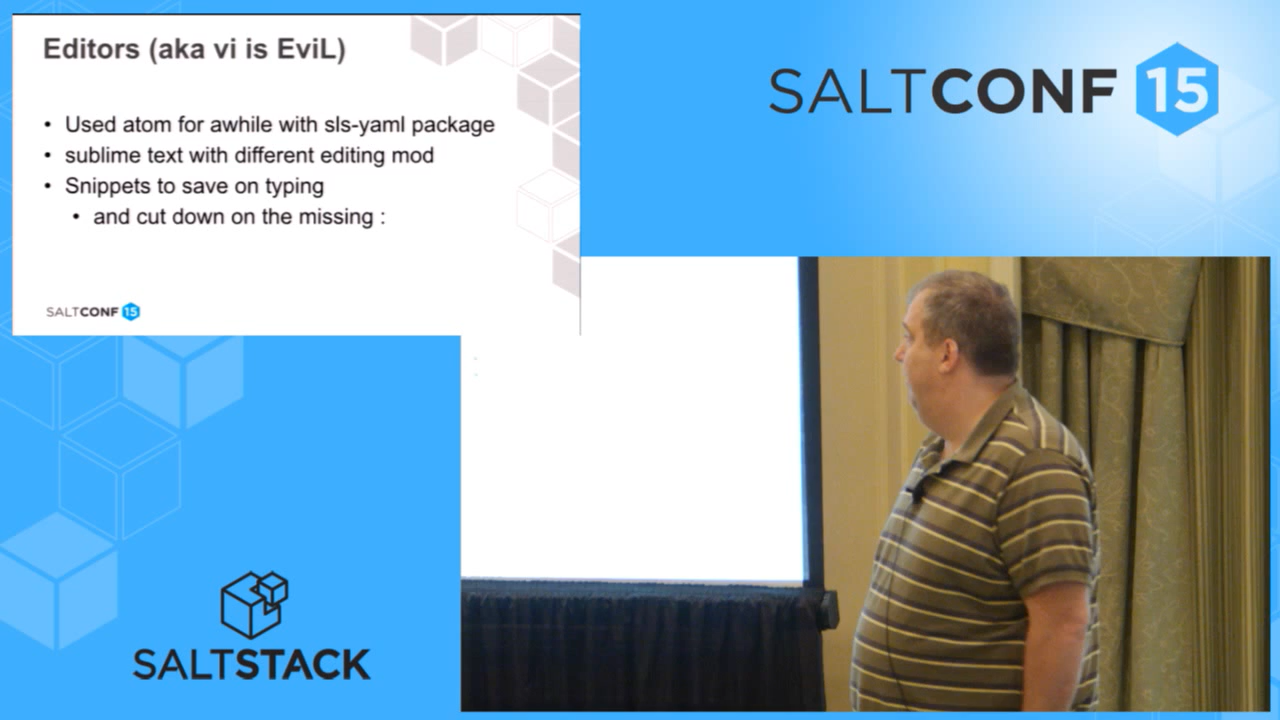 Editors (aka vi is EviL)
• Used atom for awhile with sls-yaml package
• sublime text with different editing mod
• Snippets to save on typing
• and cut down on the missing :
SALTCONF 15
SALTCONF 15
SALTSTACK